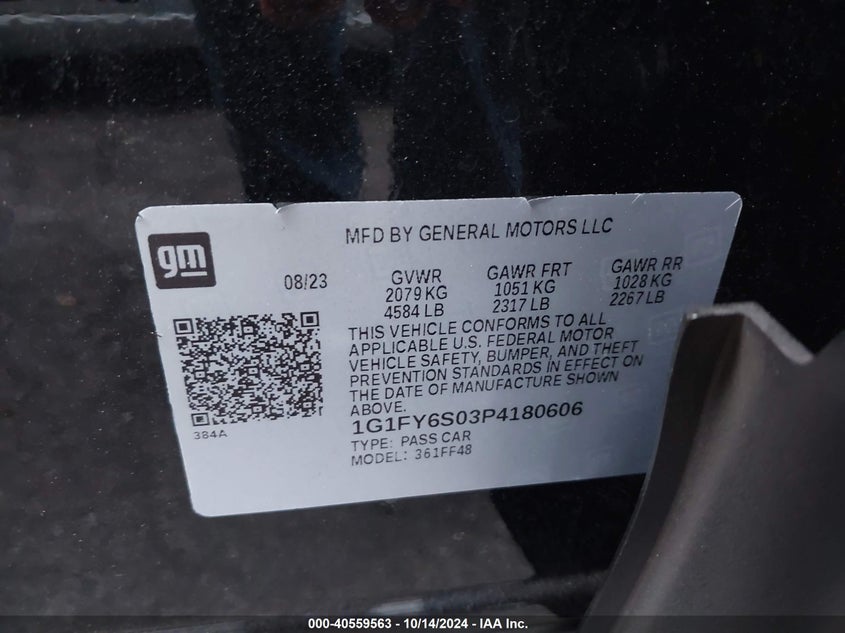 gm
MFD BY GENERAL MOTORS LLC
08/23
GVWR
2079 KG
4584 LB
GAWR FRT
1051 KG
2317 LB
GAWR RR
1028 KG
2267 LB
THIS VEHICLE CONFORMS TO ALL
APPLICABLE U.S. FEDERAL MOTOR
VEHICLE SAFETY, BUMPER, AND THEFT
PREVENTION STANDARDS IN EFFECT ON
THE DATE OF MANUFACTURE SHOWN
ABOVE.
384A
1G1FY6S03P4180606
TYPE: PASS CAR
MODEL: 361FF48
000-40559563 - 10/14/2024 - IAA Inc.